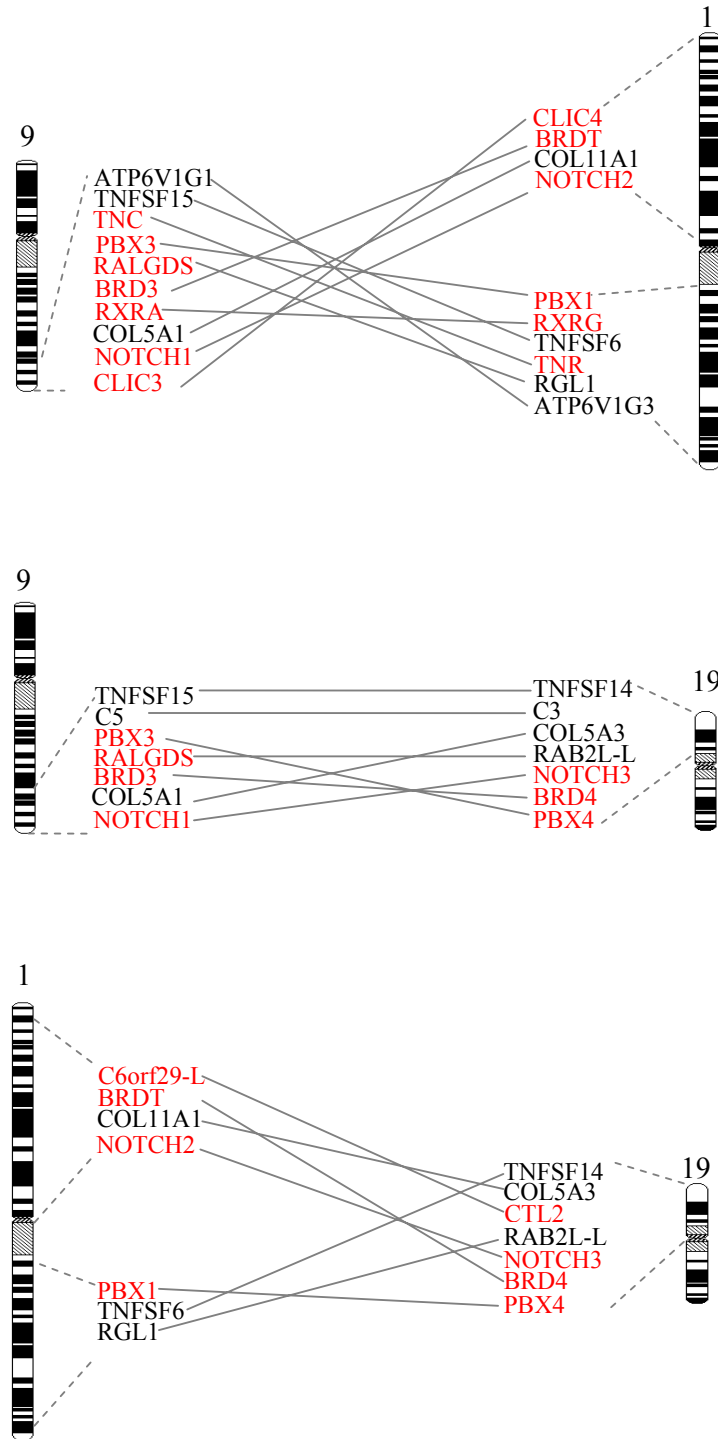 1
9
CLIC4
BRDT
COL11A1
NOTCH2
ATP6V1G1
TNFSF15
TNC
PBX3
RALGDS
BRD3
RXRA
COL5A1
NOTCH1
CLIC3
PBX1
RXRG
TNFSF6
TNR
RGL1
ATP6V1G3
9
19
TNFSF15
C5
PBX3
RALGDS
BRD3
COL5A1
NOTCH1
TNFSF14
C3
COL5A3
RAB2L-L
NOTCH3
BRD4
PBX4
1
19
C6orf29-L
BRDT
COL11A1
NOTCH2
PBX1
TNFSF6
RGL1
TNFSF14
COL5A3
CTL2
RAB2L-L
NOTCH3
BRD4
PBX4